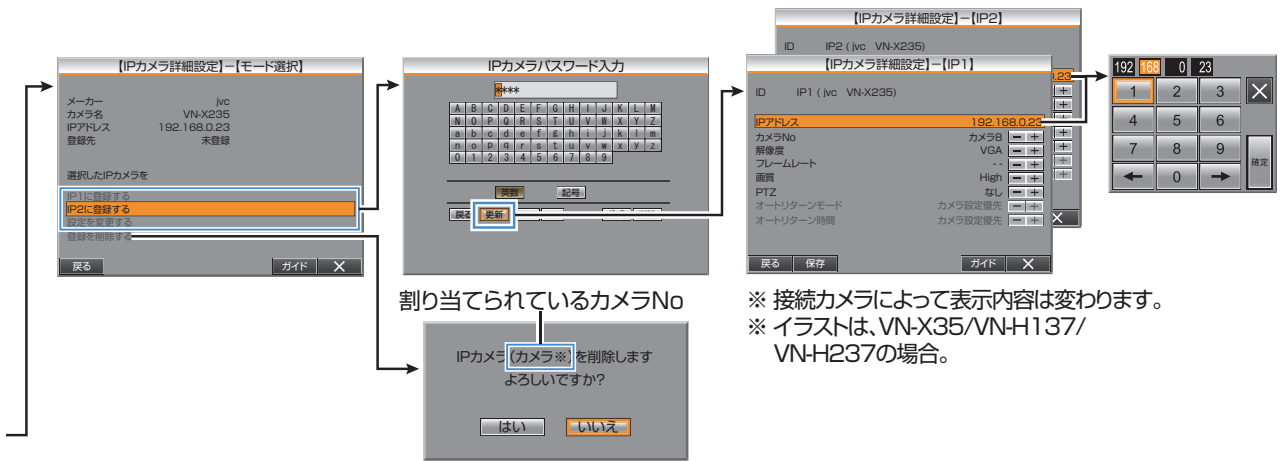 【IPカメラ詳細設定】－【モード選択】
メーカー jvc
カメラ名 VN-X235
IPアドレス 192.168.0.23
登録先 未登録
選択したIPカメラを
IP1に登録する
IP2に登録する
設定を変更する
登録を削除する
戻る ガイド ×
IPカメラパスワード入力
****
A B C D E F G H I J K L M
N O P Q R S T U V W X Y Z
a b c d e f g h i j k l m
n o p q r s t u v w x y z
0 1 2 3 4 5 6 7 8 9
英数 記号
戻る 更新
割り当てられているカメラNo
IPカメラ(カメラ※)を削除します
よろしいですか?
はい いいえ
【IPカメラ詳細設定】－【IP2】
ID IP2 ( jvc VN-X235)
【IPカメラ詳細設定】－【IP1】
ID IP1 ( jvc VN-X235)
IPアドレス 192.168.0.23
カメラNo カメラ8 － ＋
解像度 VGA － ＋
フレームレート - - － ＋
画質 High － ＋
PTZ なし － ＋
オートリターンモード カメラ設定優先 － ＋
オートリターン時間 カメラ設定優先 － ＋
戻る 保存 ガイド ×
192 168 0 23
1 2 3 ×
4 5 6
7 8 9 確定
← 0 →
※ 接続カメラによって表示内容は変わります。
※ イラストは、VN-X35/VN-H137/
VN-H237の場合。